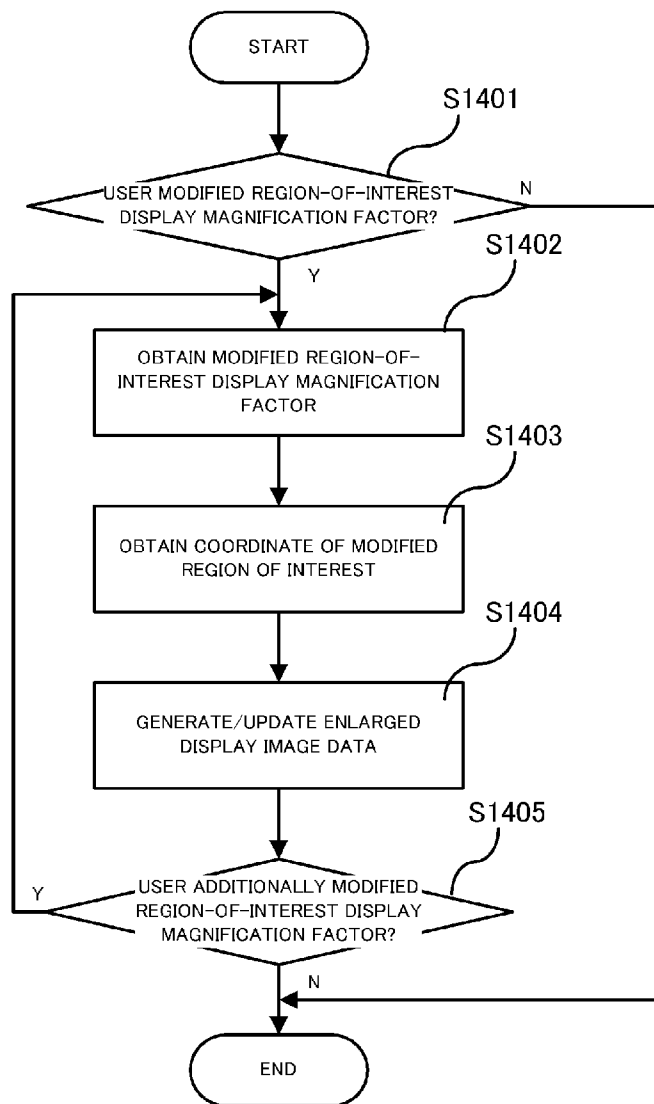 START
S1401
USER MODIFIED REGION-OF-INTEREST
DISPLAY MAGNIFICATION FACTOR?
N
Y
S1402
OBTAIN MODIFIED REGION-OF-
INTEREST DISPLAY MAGNIFICATION
FACTOR
S1403
OBTAIN COORDINATE OF MODIFIED
REGION OF INTEREST
S1404
GENERATE/UPDATE ENLARGED
DISPLAY IMAGE DATA
S1405
Y
USER ADDITIONALLY MODIFIED
REGION-OF-INTEREST DISPLAY
MAGNIFICATION FACTOR?
N
END